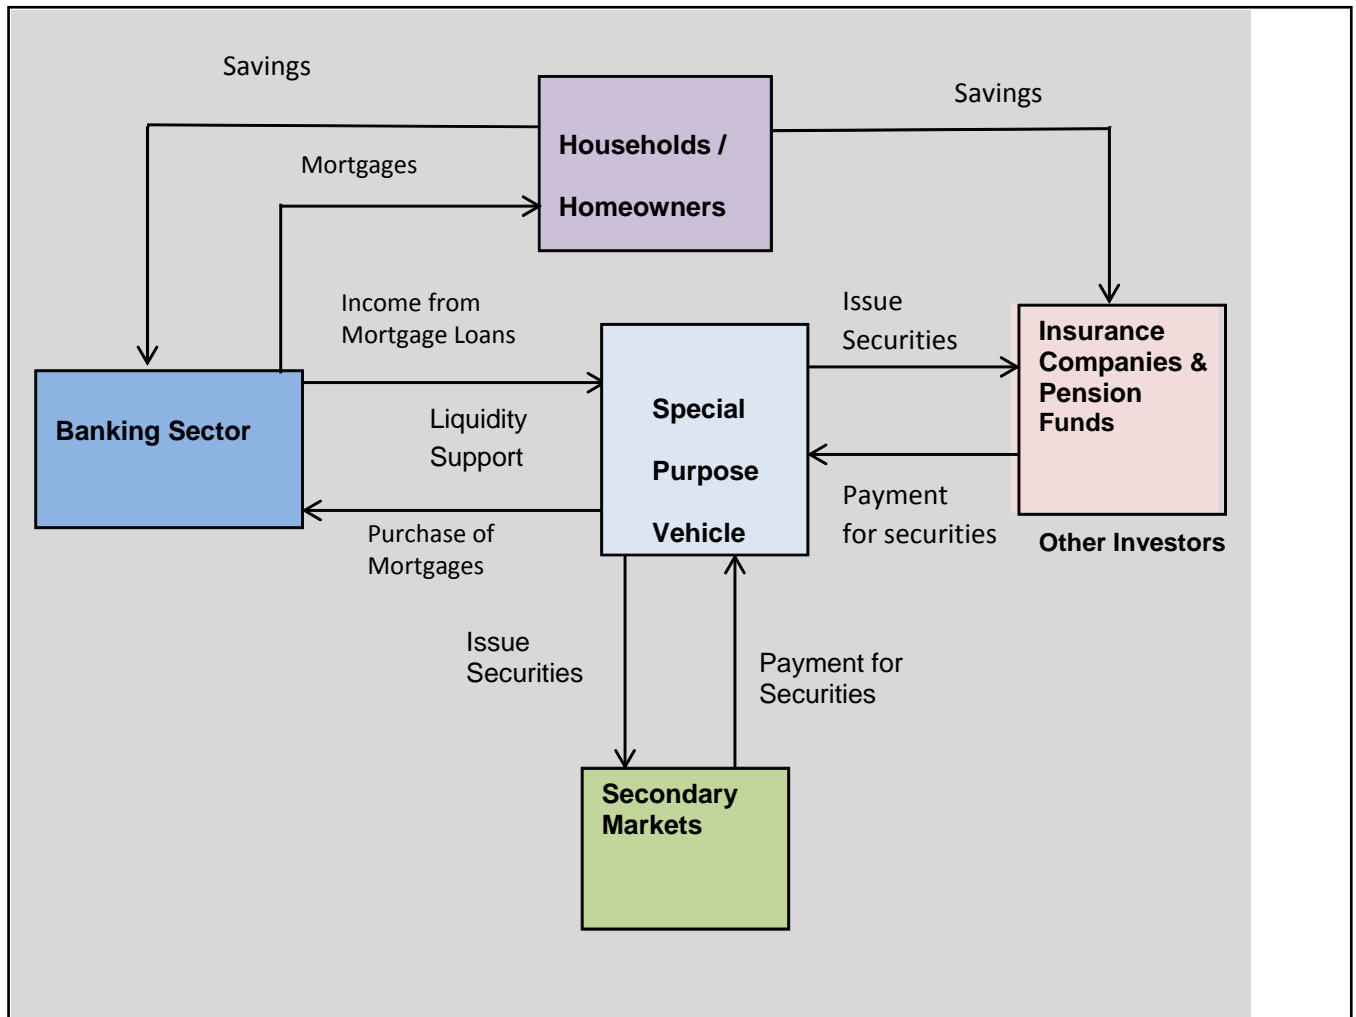 Savings
Savings
Households /
Homeowners
Mortgages
Income from
Mortgage Loans
Issue
Securities
Insurance
Companies &
Pension
Funds
Banking Sector
Liquidity
Support
Special
Purpose
Vehicle
Purchase of
Mortgages
Payment
for securities
Other Investors
Issue
Securities
Payment for
Securities
Secondary
Markets